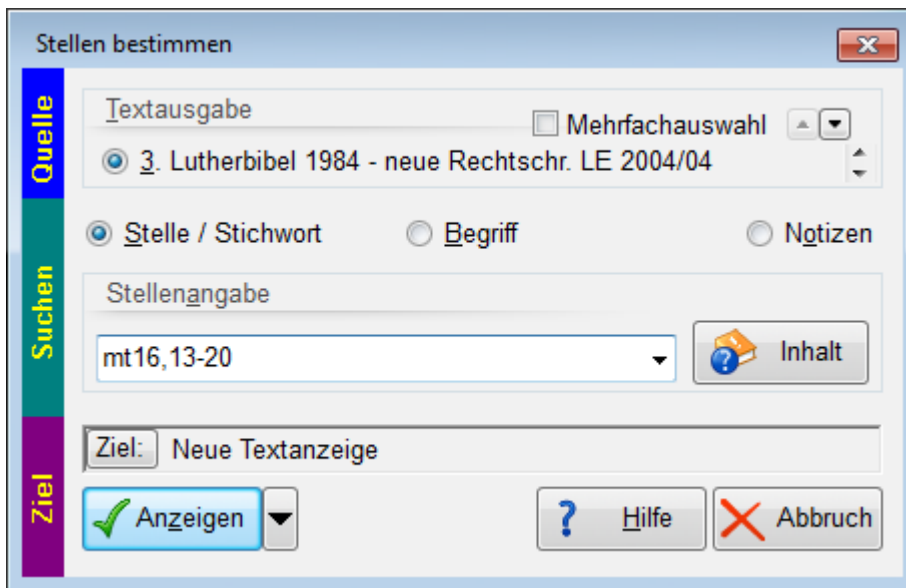 Stellen bestimmen
Quelle
Textausgabe
Mehrfachauswahl
3. Lutherbibel 1984 - neue Rechtschr. LE 2004/04
Suchen
Stelle / Stichwort Begriff Notizen
Stellenangabe
mt16,13-20 Inhalt
Ziel
Ziel: Neue Textanzeige
Anzeigen Hilfe Abbruch